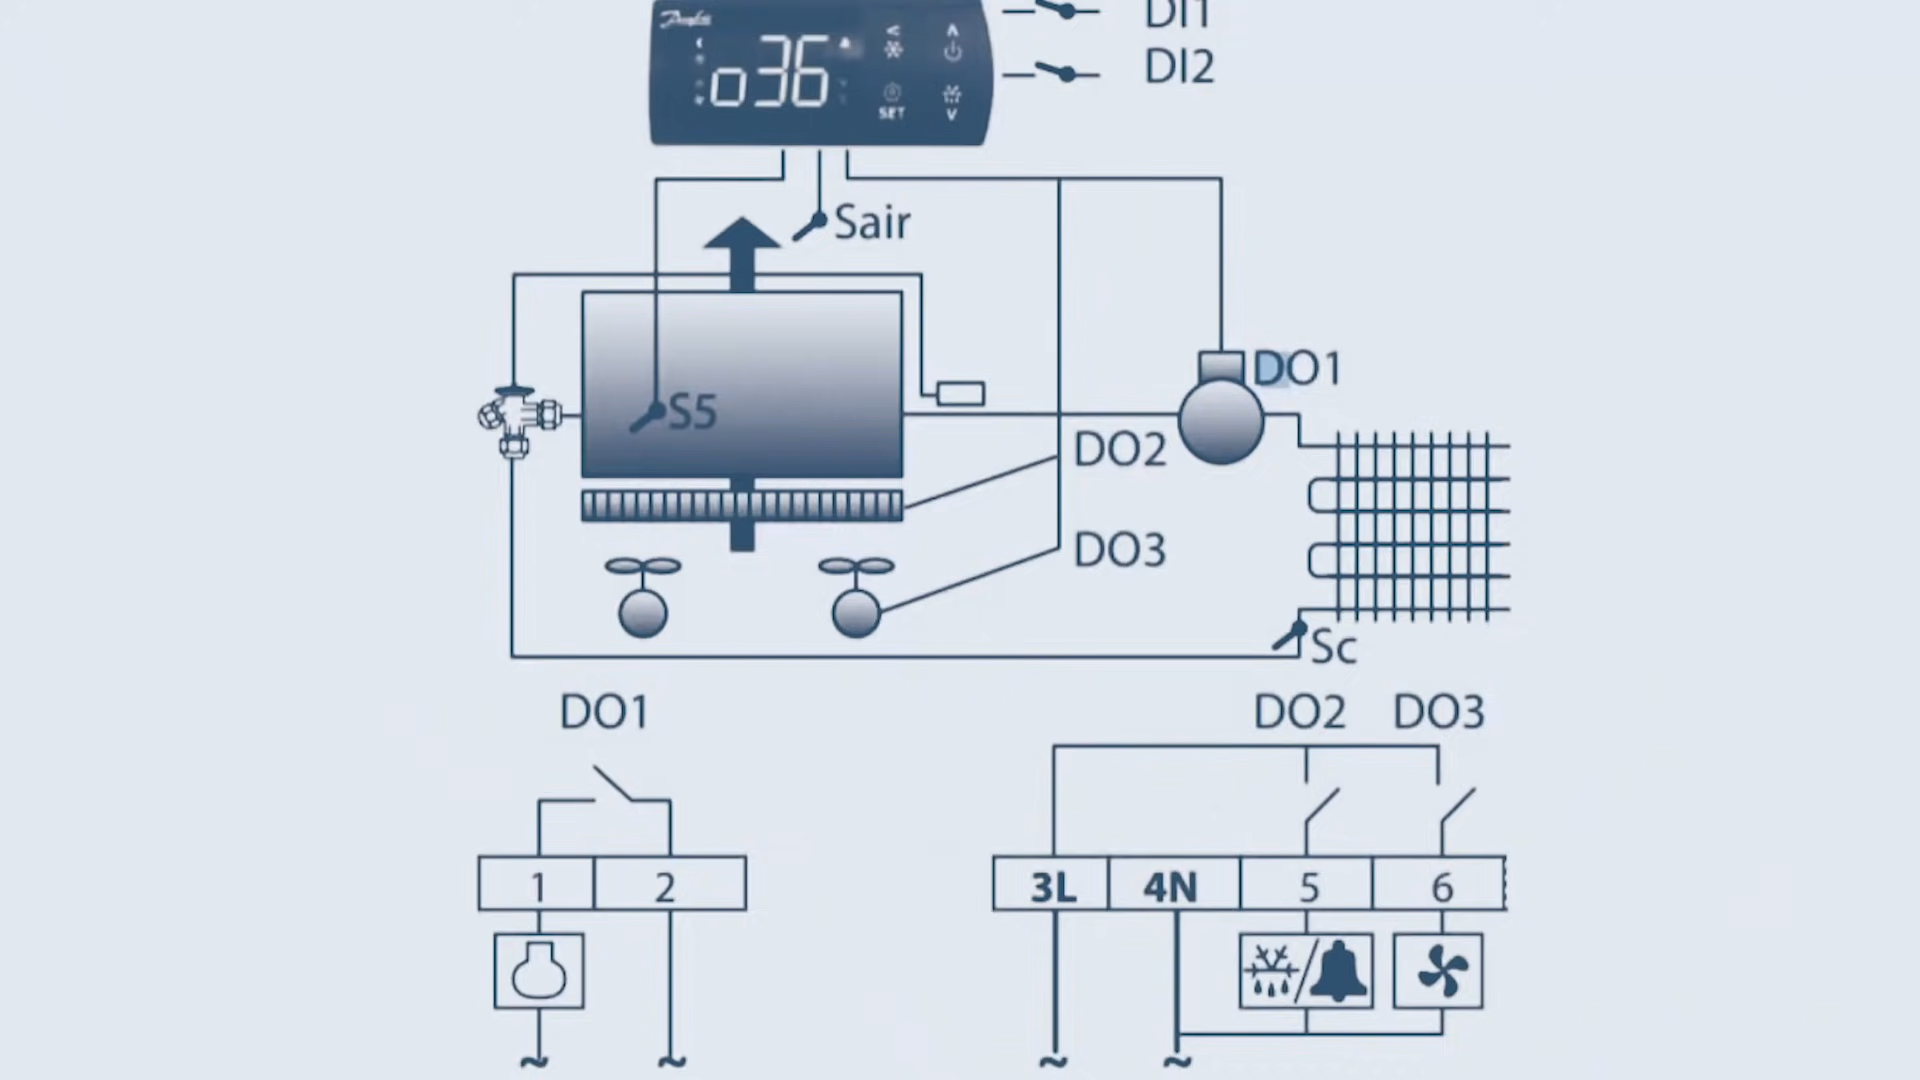 Danfoss
o36
SET
DI1
DI2
Sair
DO1
S5
DO2
DO3
Sc
DO1
DO2 DO3
1 2
3L 4N 5 6